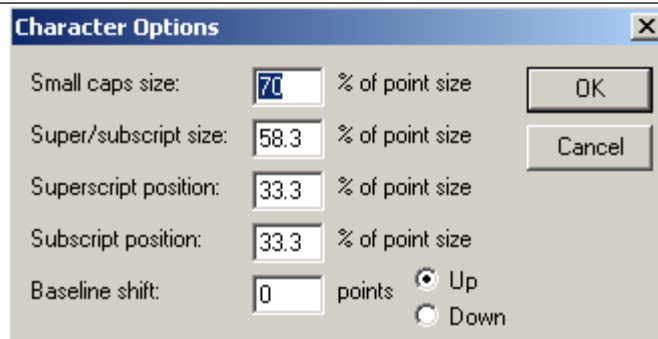 Character Options
Small caps size: 70 % of point size OK
Super/subscript size: 58.3 % of point size Cancel
Superscript position: 33.3 % of point size
Subscript position: 33.3 % of point size
Baseline shift: 0 points Up
Down